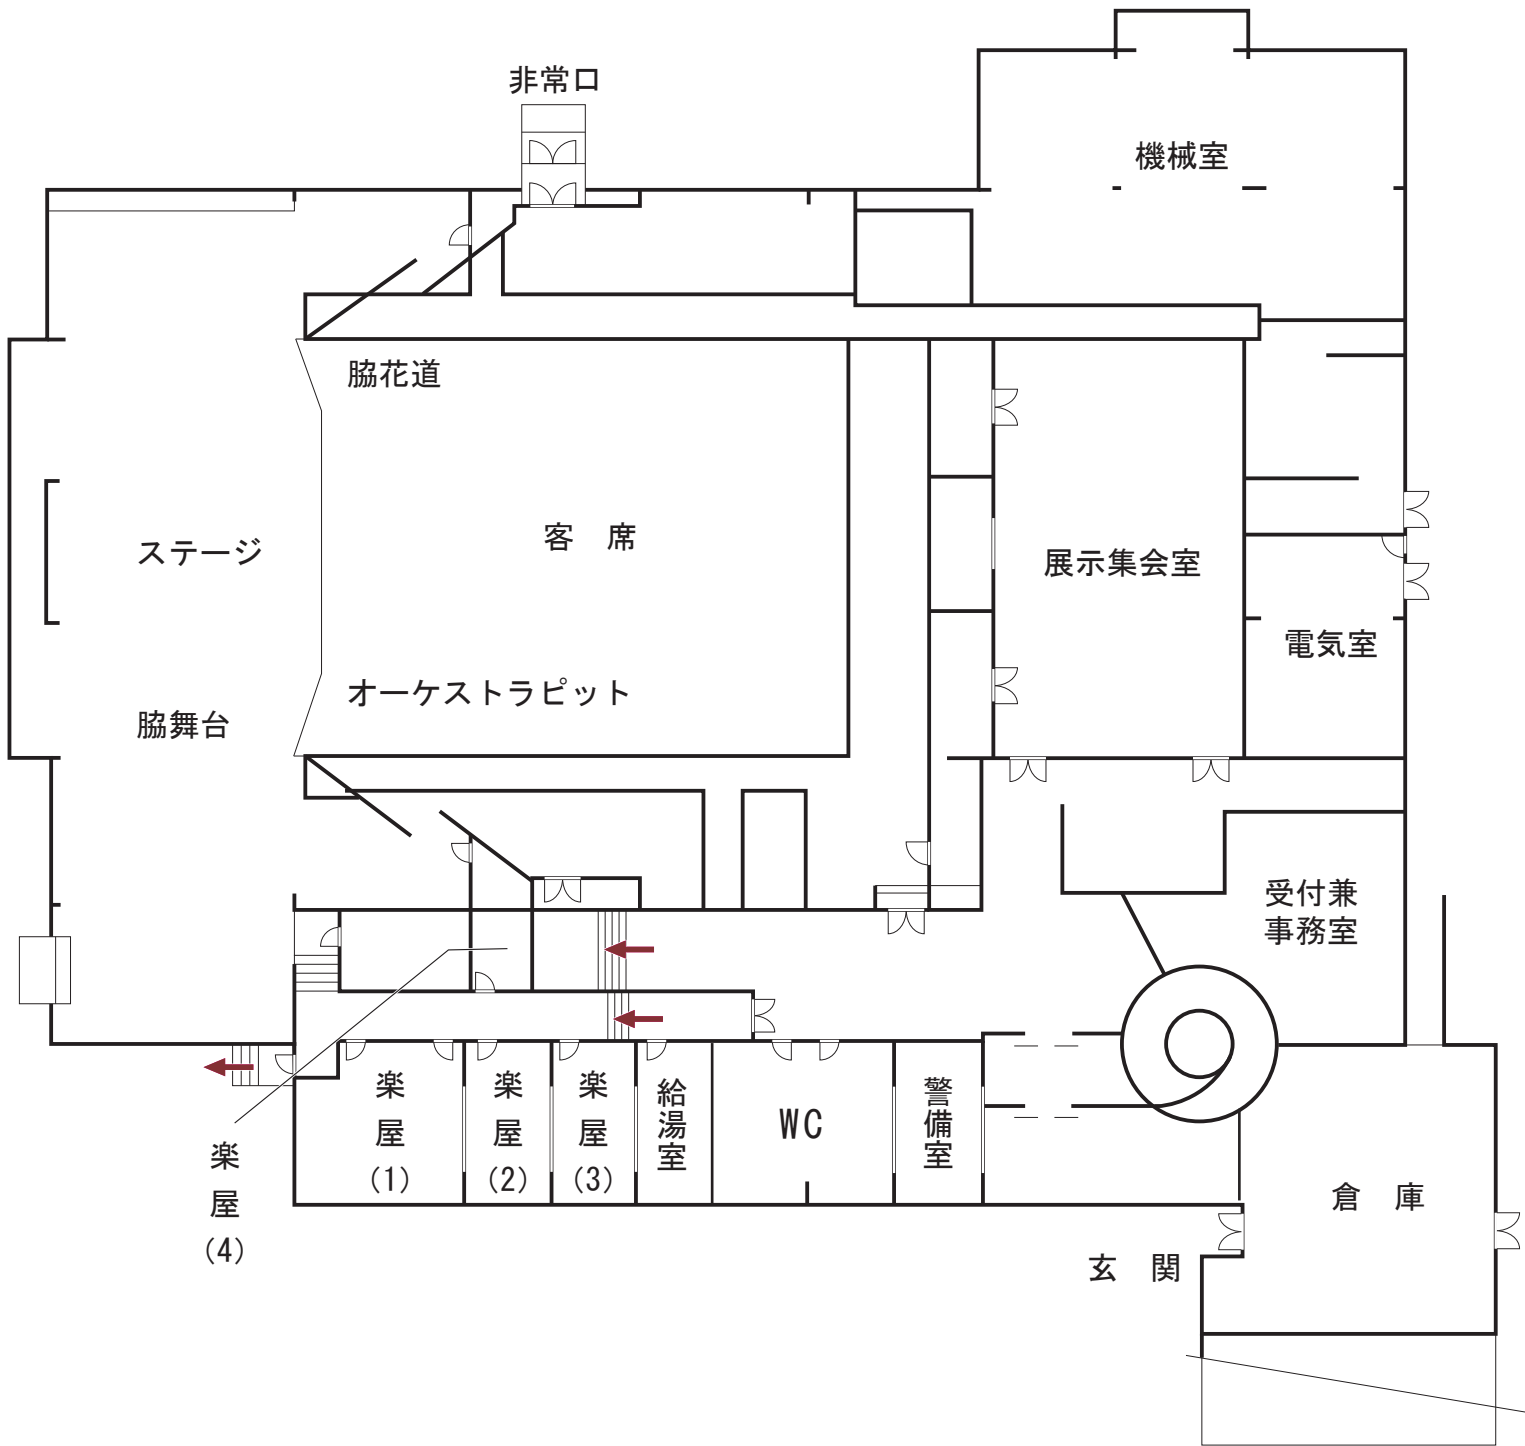 非常口
機械室
脇花道
客 席
ステージ
展示集会室
電気室
オーケストラピット
脇舞台
受付兼
事務室
楽屋(1)
楽屋(2)
楽屋(3)
給湯室
WC
警備室
楽屋(4)
倉 庫
玄 関